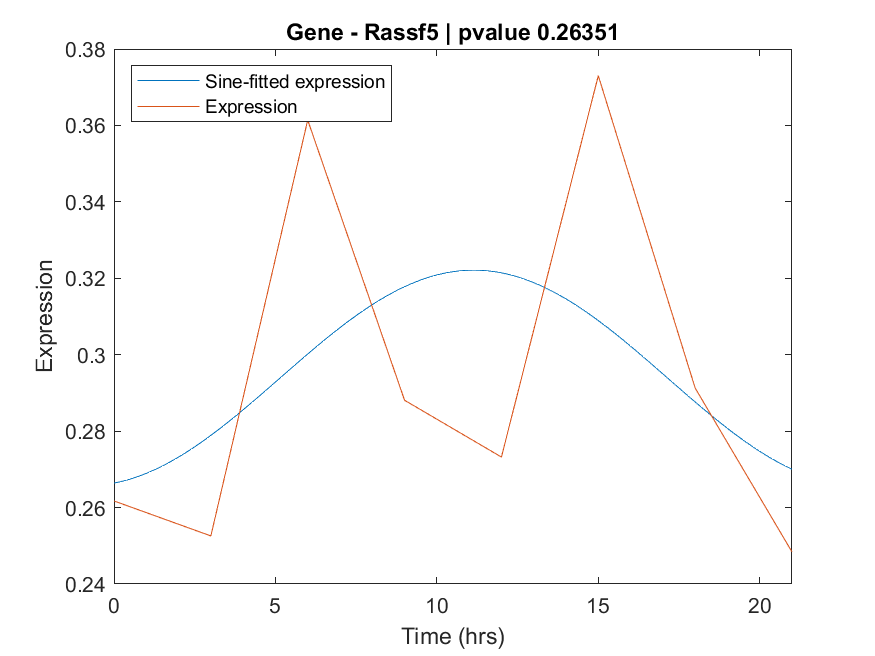 Gene - Rassf5 | pvalue 0.26351
Sine-fitted expression
Expression
0.38
0.36
0.34
0.32
0.3
0.28
0.26
0.24
Expression
0 5 10 15 20
Time (hrs)